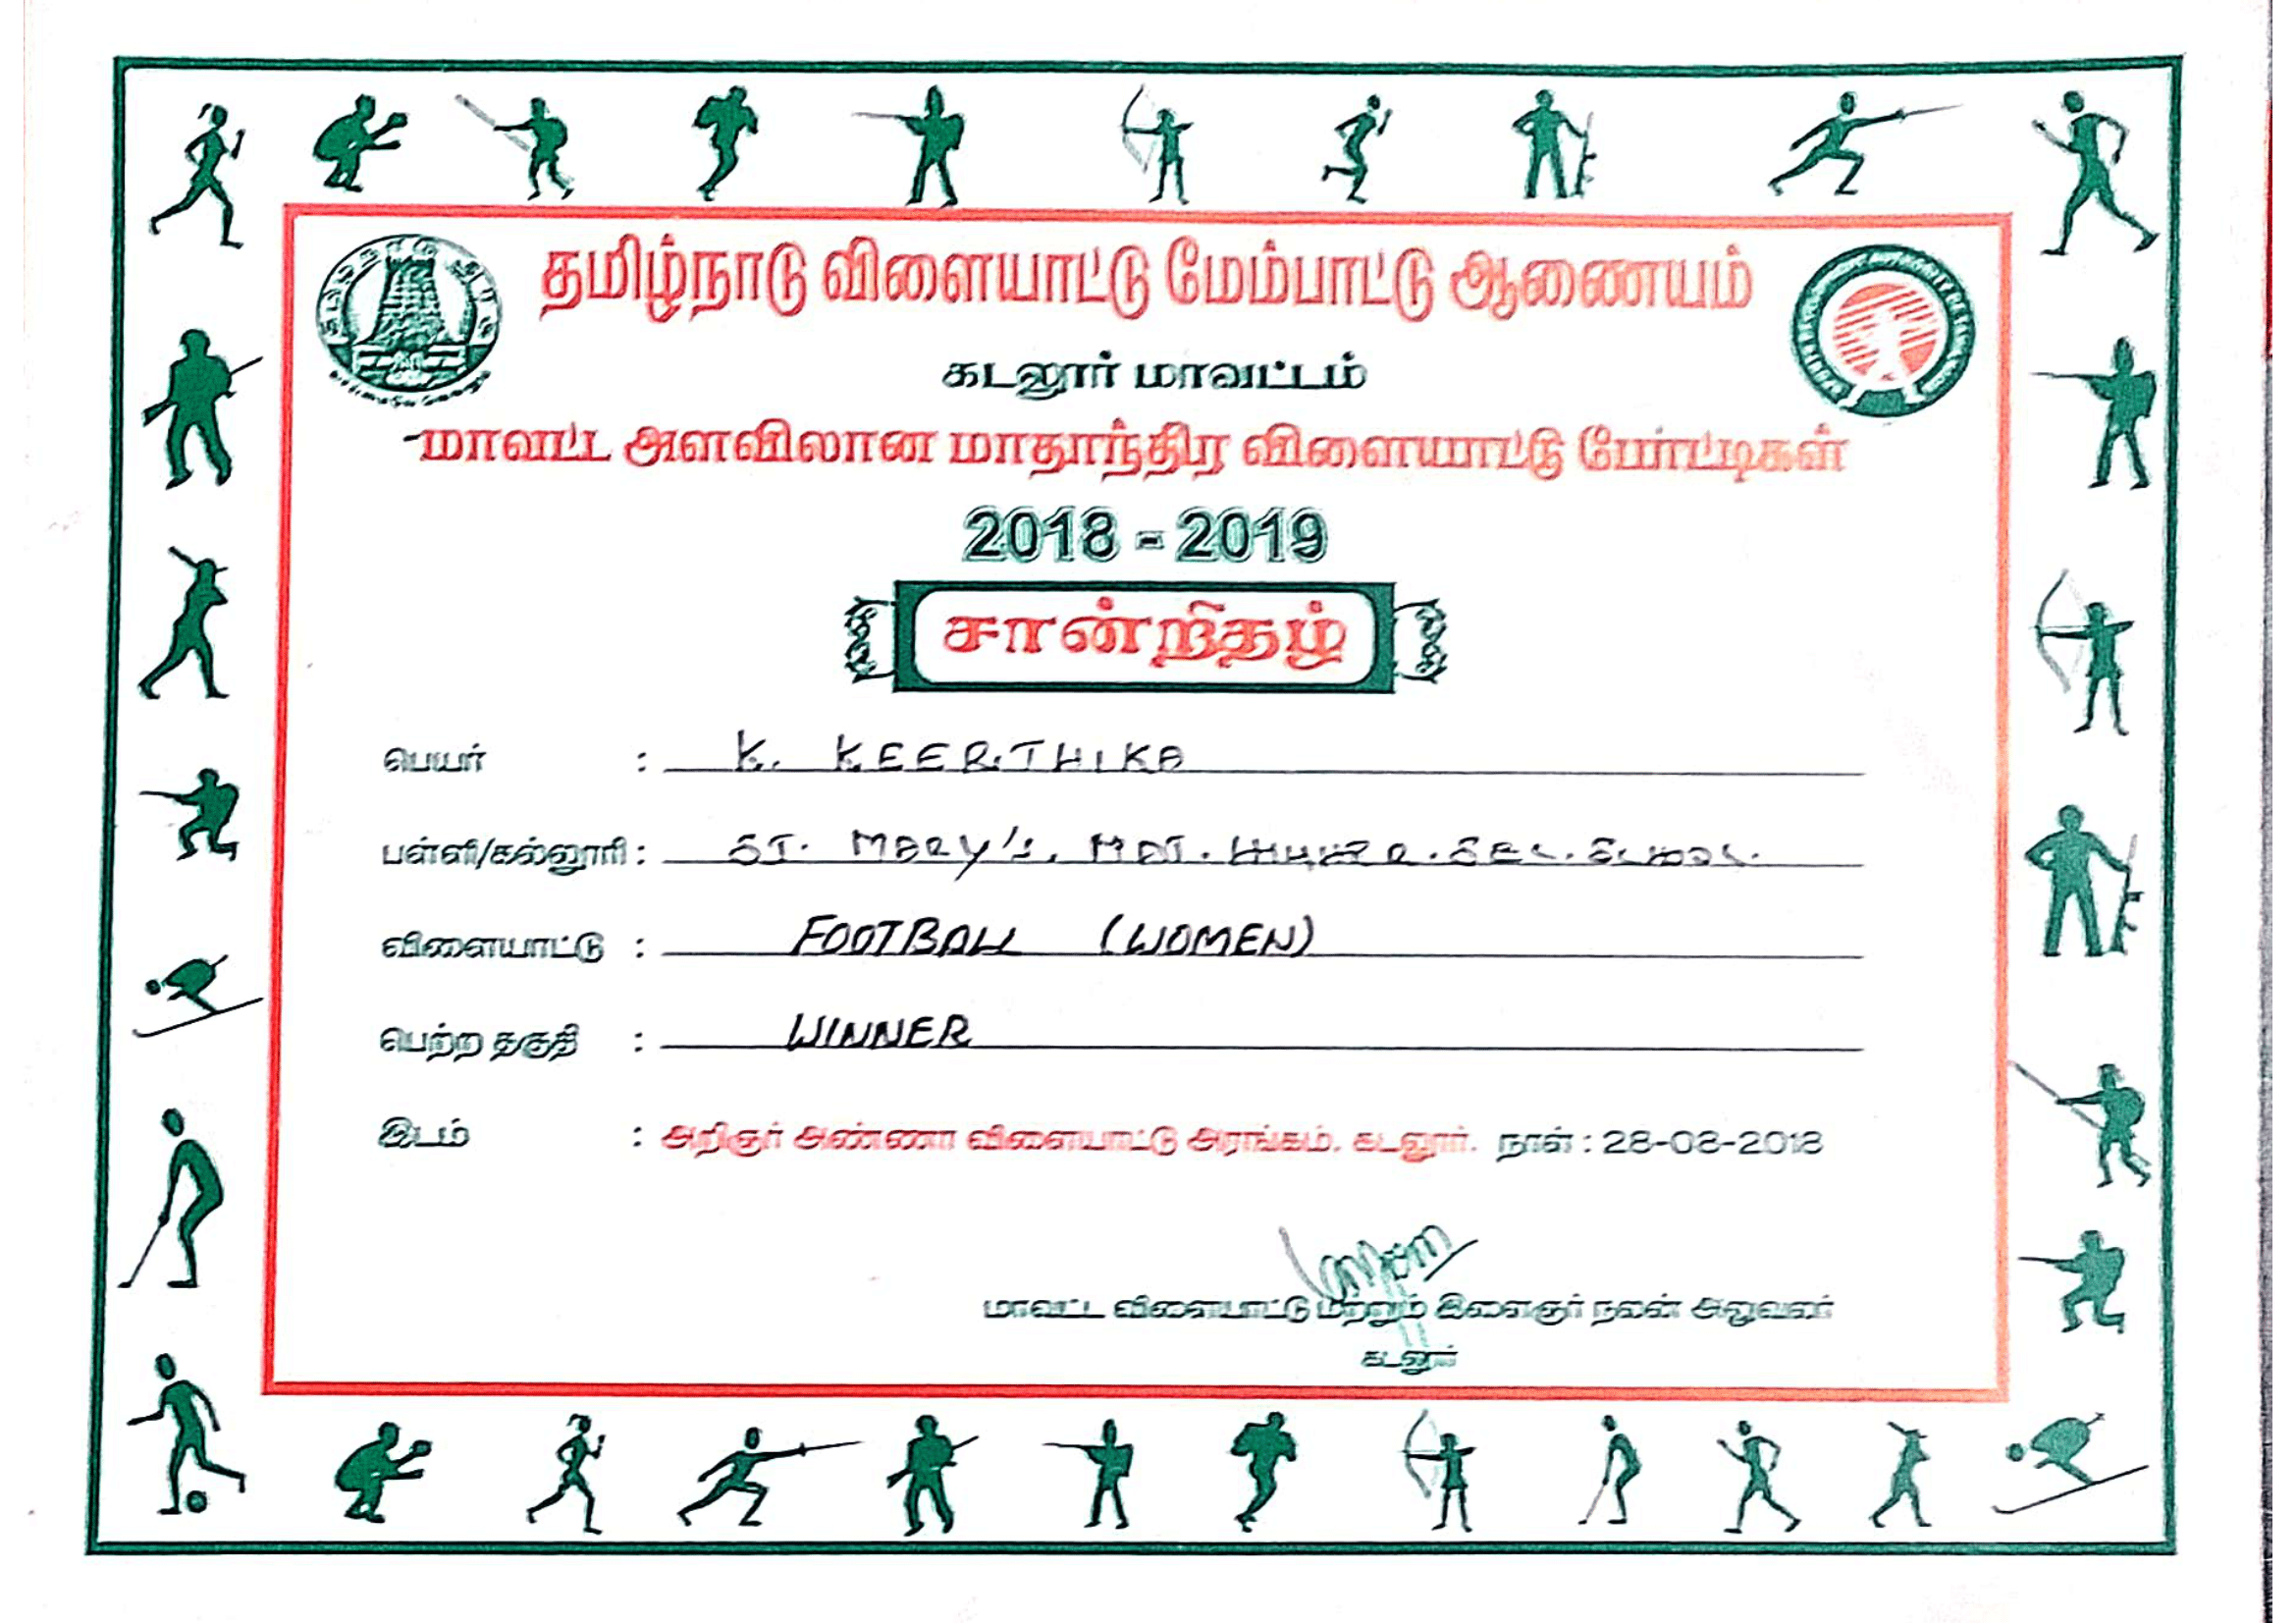 தமிழ்நாடு விளையாட்டு மேம்பாட்டு ஆணையம்
கடலூர் மாவட்டம்
மாவட்ட அளவிலான மாதாந்திர விளையாட்டு போட்டிகள்
2018 - 2019
சான்றிதழ்
பெயர் : K. KEERTHIKA
பள்ளி/கல்லூரி : ST. MARY'S. MAT. SEC. SCHOOL.
விளையாட்டு : FOOTBALL (WOMEN)
பெற்ற தகுதி : WINNER
இடம் : அறிஞர் அண்ணா விளையாட்டு அரங்கம். கடலூர். நாள் : 28-08-2018
மாவட்ட விளையாட்டு மற்றும் இளைஞர் நலன் அலுவலர்
கடலூர்